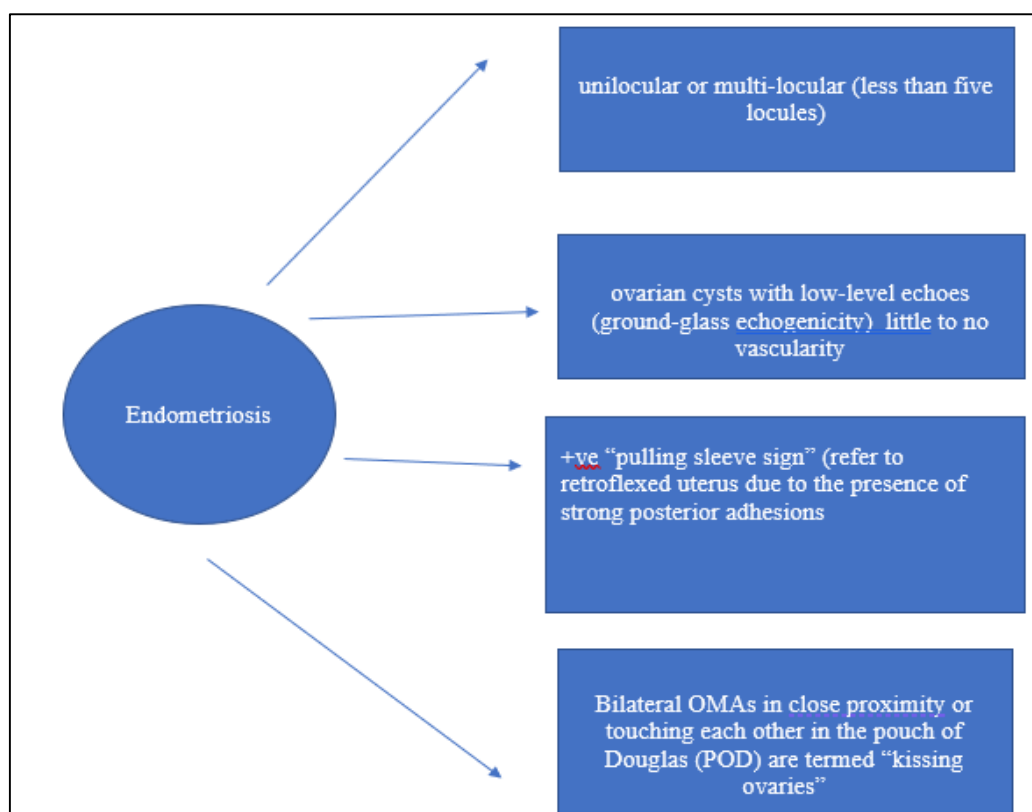 unilocular or multi-locular (less than five
locules)
ovarian cysts with low-level echoes
(ground-glass echogenicity) little to no
vascularity
Endometriosis
+ve “pulling sleeve sign” (refer to
retroflexed uterus due to the presence of
strong posterior adhesions
Bilateral OMAs in close proximity or
touching each other in the pouch of
Douglas (POD) are termed “kissing
ovaries”